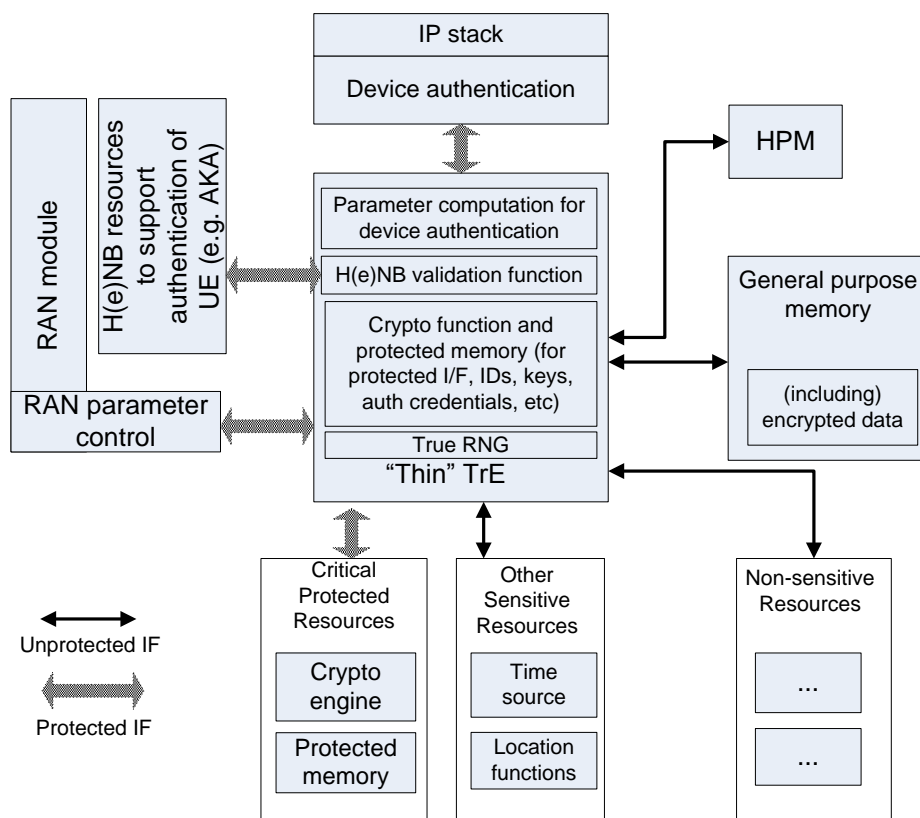 IP stack
Device authentication
RAN module
H(e)NB resources
to support
authentication of
UE (e.g. AKA)
RAN parameter
control
Parameter computation for
device authentication
H(e)NB validation function
Crypto function and
protected memory (for
protected I/F, IDs, keys,
auth credentials, etc)
True RNG
“Thin” TrE
HPM
General purpose
memory
(including)
encrypted data
Critical
Protected
Resources
Crypto
engine
Protected
memory
Other
Sensitive
Resources
Time
source
Location
functions
Non-sensitive
Resources
...
...
Unprotected IF
Protected IF